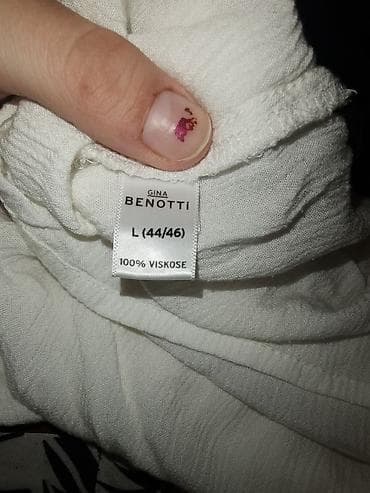 GINA
BENOTTI
L (44/46)
100% VISKOSE